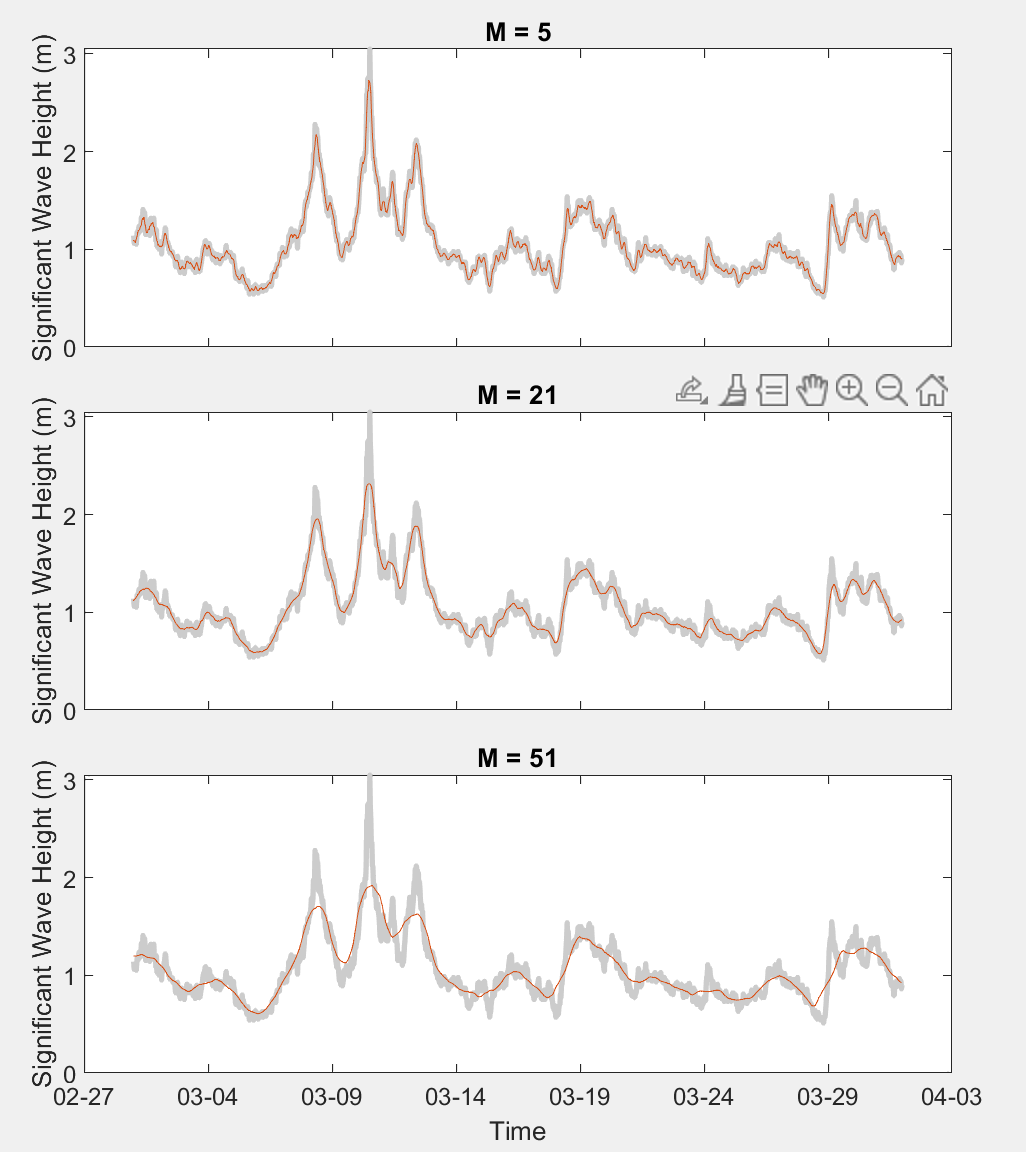 M = 5
Significant Wave Height (m)
3
2
1
0
M = 21
Significant Wave Height (m)
3
2
1
0
M = 51
Significant Wave Height (m)
3
2
1
0
02-27 03-04 03-09 03-14 03-19 03-24 03-29 04-03
Time